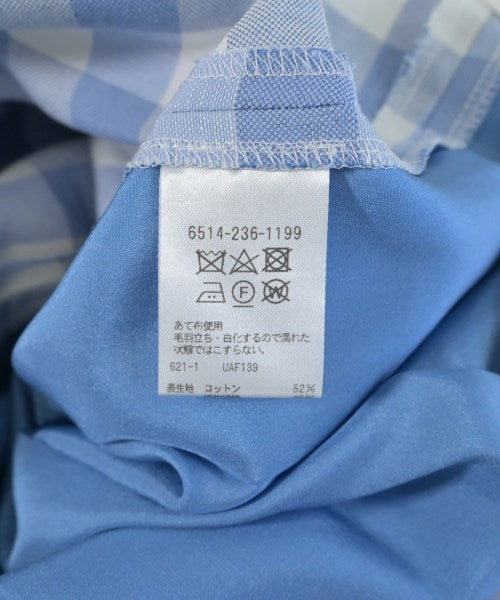 6514-236-1199
F W
あて布使用
毛羽立ち・白化するので濡れた
状態ではこすらない。
621-1 UAF139
表生地 コットン 52%